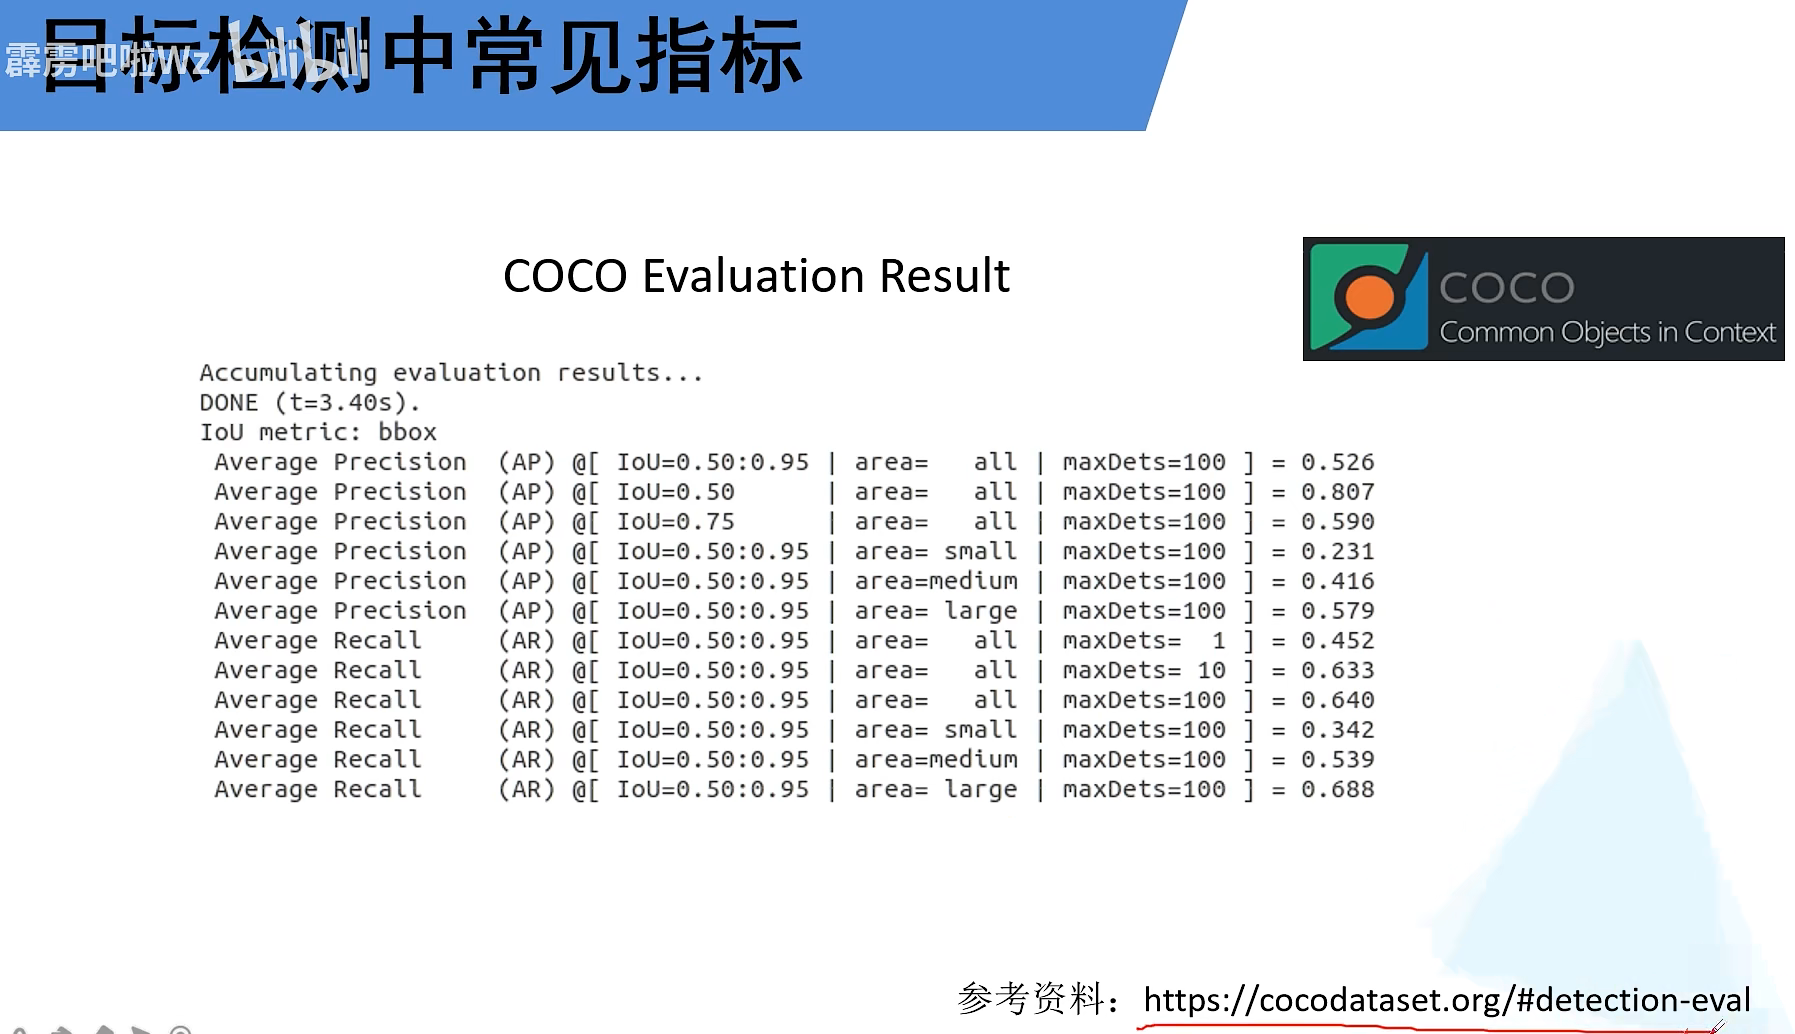 目标检测中常见指标
霹雳吧啦Wz bilibili
COCO Evaluation Result
COCO
Common Objects in Context
Accumulating evaluation results...
DONE (t=3.40s).
IoU metric: bbox
Average Precision  (AP) @[ IoU=0.50:0.95 | area=   all | maxDets=100 ] = 0.526
Average Precision  (AP) @[ IoU=0.50      | area=   all | maxDets=100 ] = 0.807
Average Precision  (AP) @[ IoU=0.75      | area=   all | maxDets=100 ] = 0.590
Average Precision  (AP) @[ IoU=0.50:0.95 | area= small | maxDets=100 ] = 0.231
Average Precision  (AP) @[ IoU=0.50:0.95 | area=medium | maxDets=100 ] = 0.416
Average Precision  (AP) @[ IoU=0.50:0.95 | area= large | maxDets=100 ] = 0.579
Average Recall     (AR) @[ IoU=0.50:0.95 | area=   all | maxDets=  1 ] = 0.452
Average Recall     (AR) @[ IoU=0.50:0.95 | area=   all | maxDets= 10 ] = 0.633
Average Recall     (AR) @[ IoU=0.50:0.95 | area=   all | maxDets=100 ] = 0.640
Average Recall     (AR) @[ IoU=0.50:0.95 | area= small | maxDets=100 ] = 0.342
Average Recall     (AR) @[ IoU=0.50:0.95 | area=medium | maxDets=100 ] = 0.539
Average Recall     (AR) @[ IoU=0.50:0.95 | area= large | maxDets=100 ] = 0.688
参考资料：https://cocodataset.org/#detection-eval